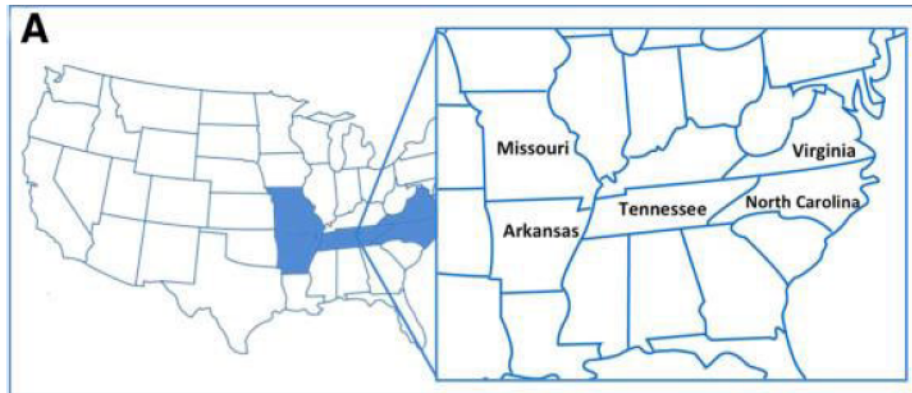 A
Missouri
Virginia
Tennessee
North Carolina
Arkansas